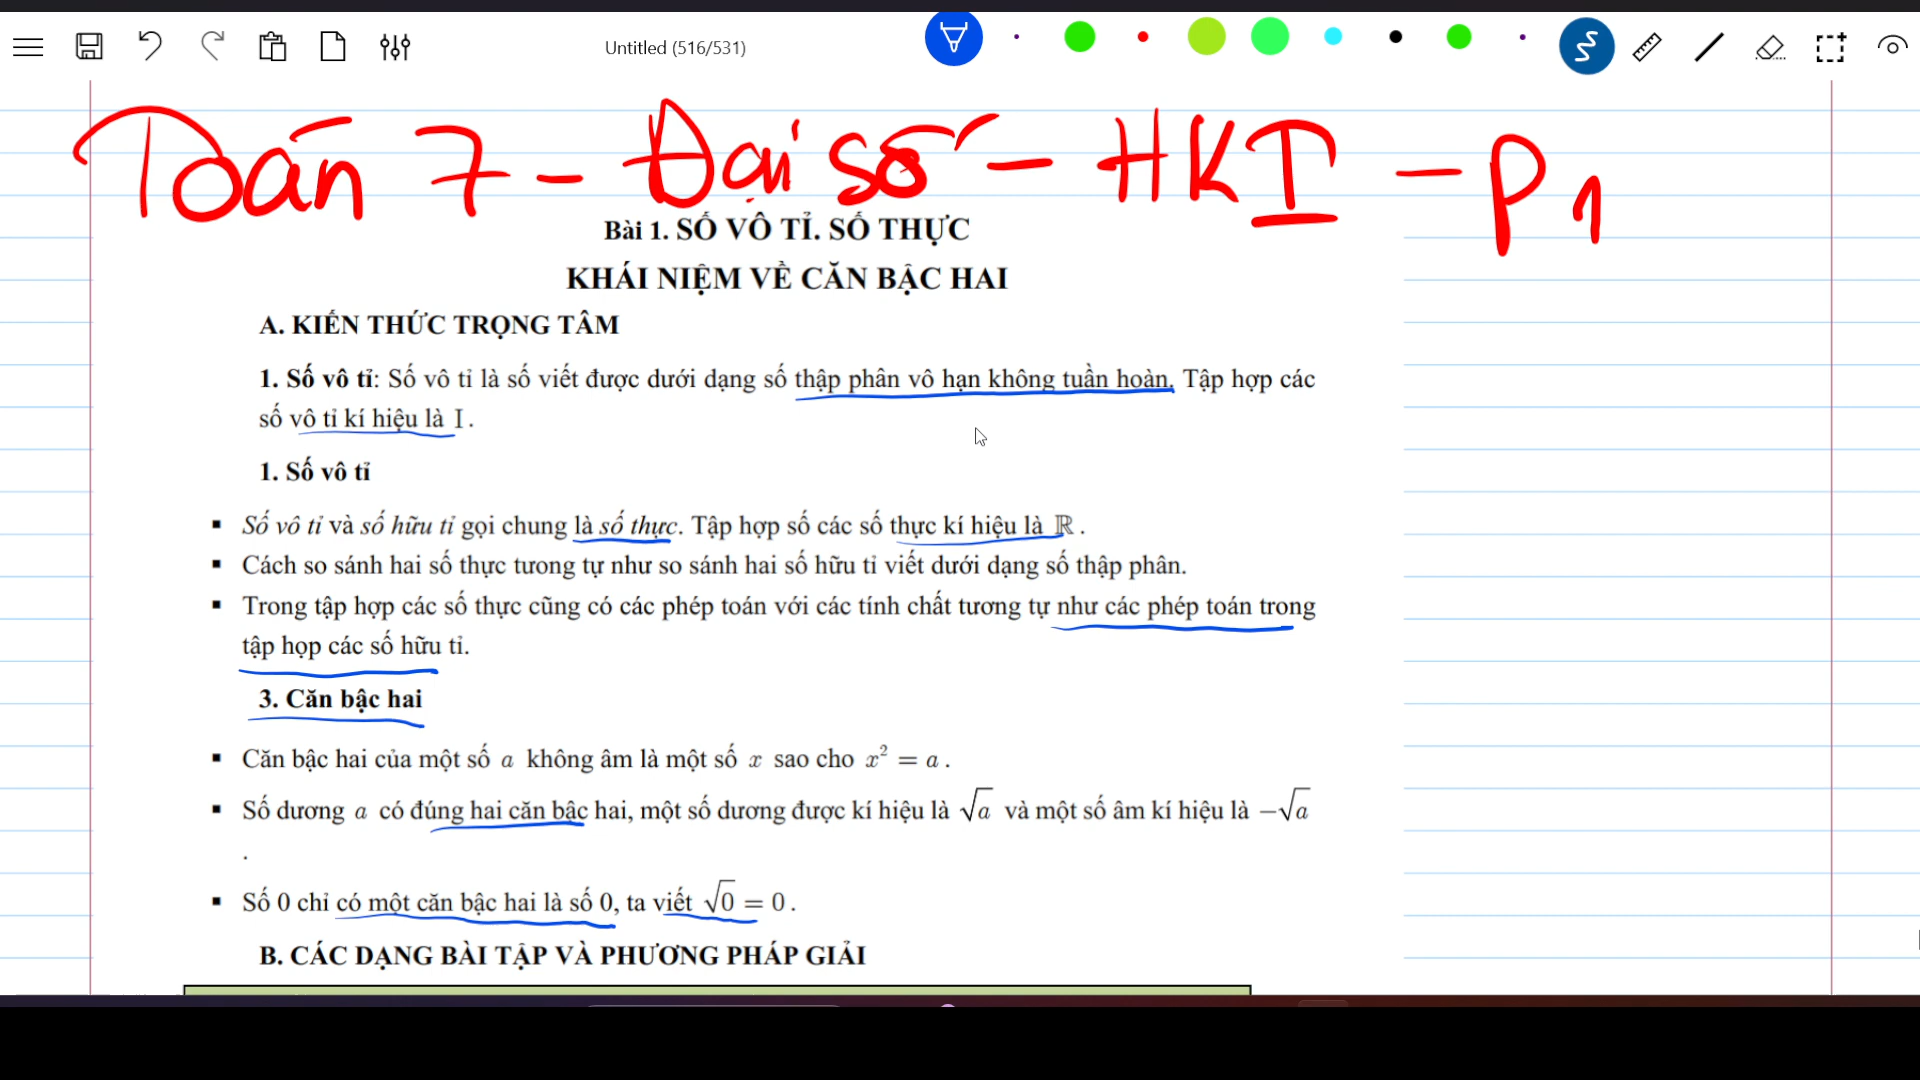 Untitled (516/531)
Toán 7 - Đại số - HKI - P1
Bài 1. SỐ VÔ TỈ. SỐ THỰC
KHÁI NIỆM VỀ CĂN BẬC HAI
A. KIẾN THỨC TRỌNG TÂM
1. Số vô tỉ: Số vô tỉ là số viết được dưới dạng số thập phân vô hạn không tuần hoàn. Tập hợp các
số vô tỉ kí hiệu là I.
1. Số vô tỉ
▪ Số vô tỉ và số hữu tỉ gọi chung là số thực. Tập hợp số các số thực kí hiệu là ℝ.
▪ Cách so sánh hai số thực tương tự như so sánh hai số hữu tỉ viết dưới dạng số thập phân.
▪ Trong tập hợp các số thực cũng có các phép toán với các tính chất tương tự như các phép toán trong
tập họp các số hữu tỉ.
3. Căn bậc hai
▪ Căn bậc hai của một số a không âm là một số x sao cho x² = a.
▪ Số dương a có đúng hai căn bậc hai, một số dương được kí hiệu là √a và một số âm kí hiệu là −√a
.
▪ Số 0 chỉ có một căn bậc hai là số 0, ta viết √0 = 0.
B. CÁC DẠNG BÀI TẬP VÀ PHƯƠNG PHÁP GIẢI